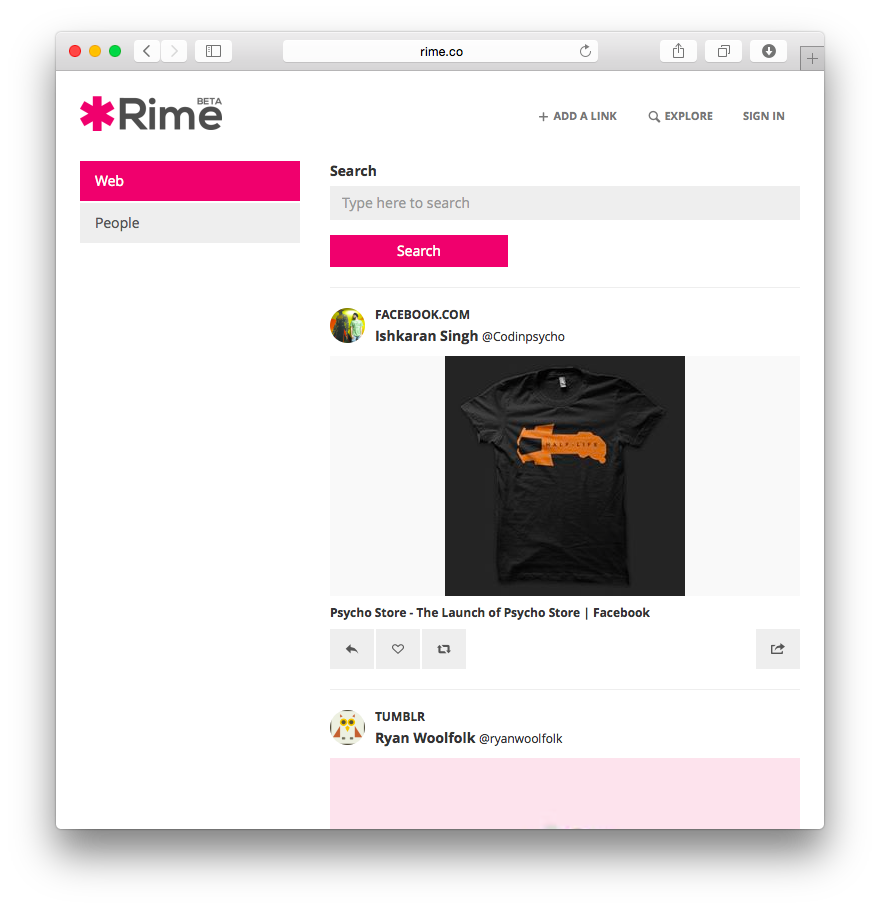 rime.co
Rime BETA
ADD A LINK
EXPLORE
SIGN IN
Web
People
Search
Type here to search
Search
FACEBOOK.COM
Ishkaran Singh @Codinpsycho
HALF-LIFE
Psycho Store - The Launch of Psycho Store | Facebook
TUMBLR
Ryan Woolfolk @ryanwoolfolk